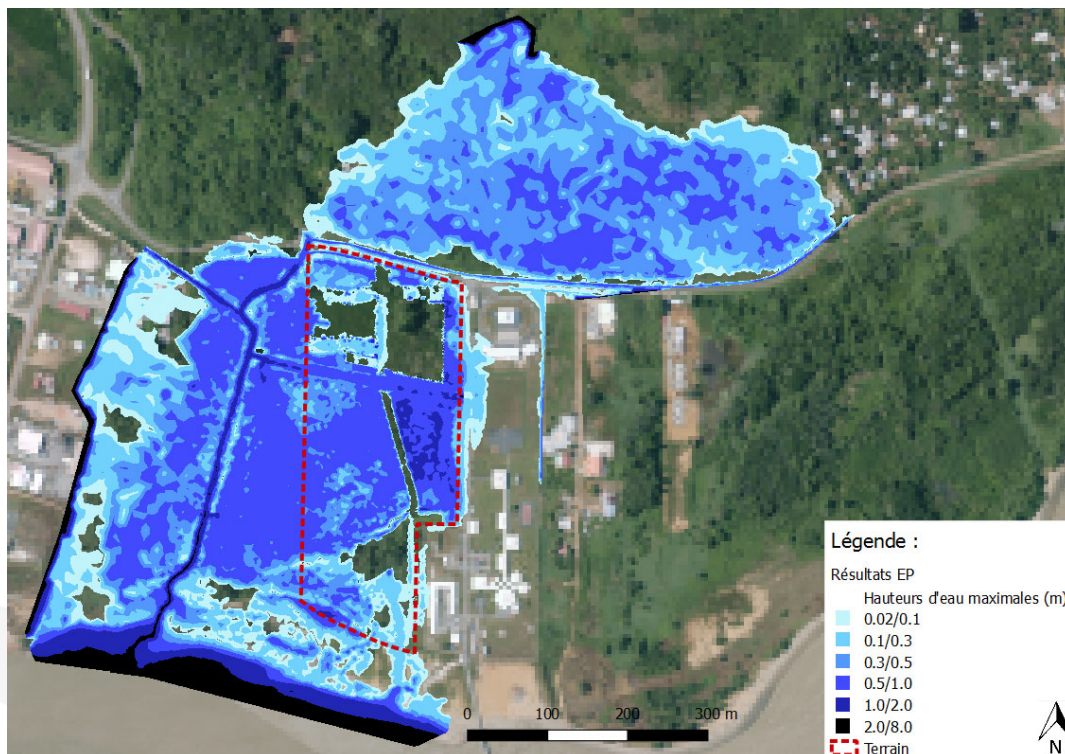 0
100
200
300 m
Légende :
Résultats EP
Hauteurs d'eau maximales (m)
0.02/0.1
0.1/0.3
0.3/0.5
0.5/1.0
1.0/2.0
2.0/8.0
Terrain
N